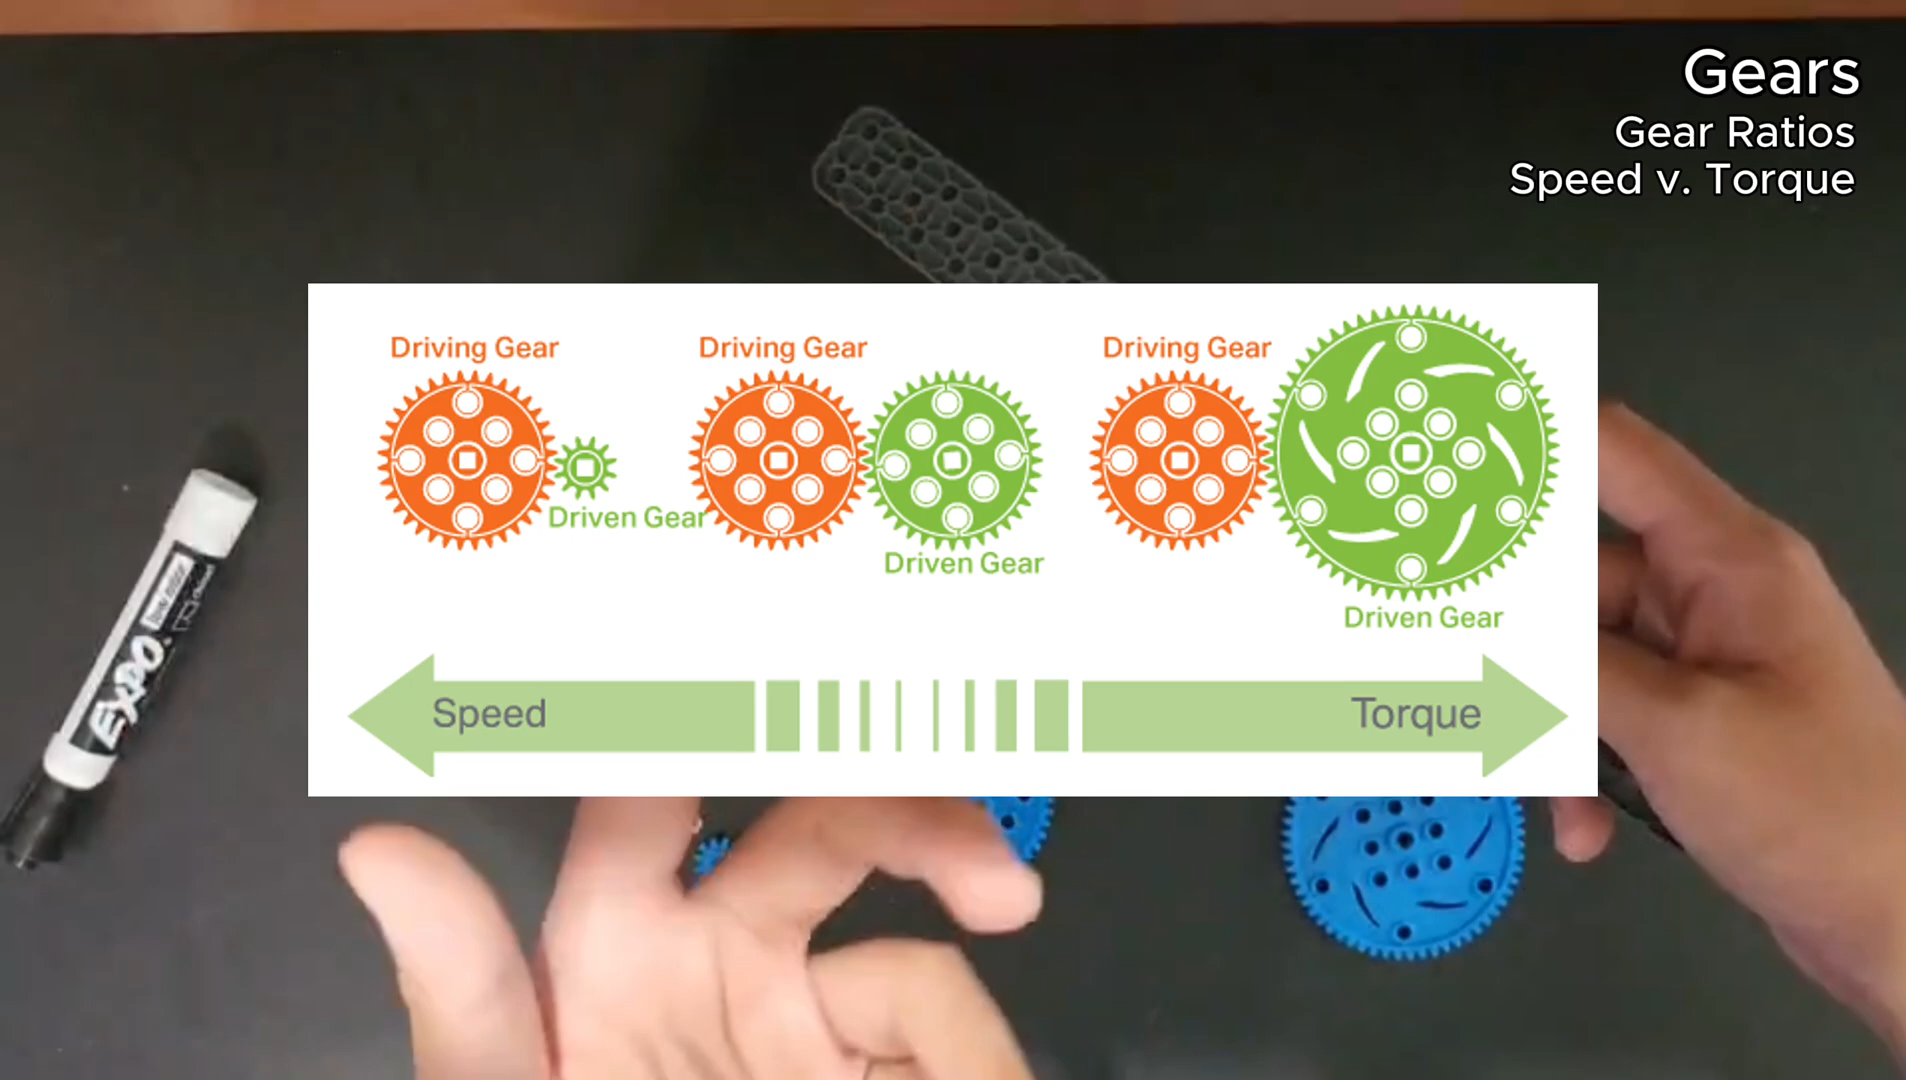 Gears
Gear Ratios
Speed v. Torque
Driving Gear
Driven Gear
Driving Gear
Driven Gear
Driving Gear
Driven Gear
Speed
Torque
EXPO